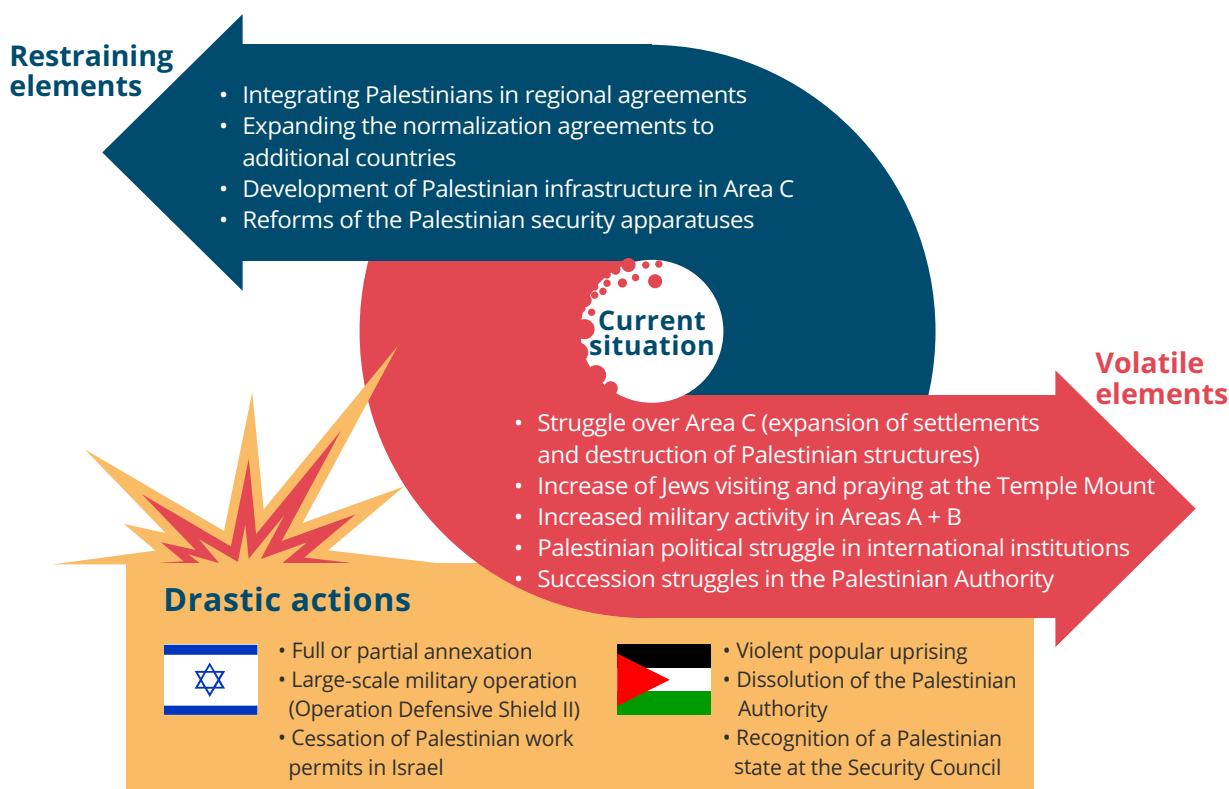 Restraining
elements
• Integrating Palestinians in regional agreements
• Expanding the normalization agreements to
additional countries
• Development of Palestinian infrastructure in Area C
• Reforms of the Palestinian security apparatuses
Current
situation
Volatile
elements
• Struggle over Area C (expansion of settlements
and destruction of Palestinian structures)
• Increase of Jews visiting and praying at the Temple Mount
• Increased military activity in Areas A + B
• Palestinian political struggle in international institutions
• Succession struggles in the Palestinian Authority
Drastic actions
• Full or partial annexation
• Large-scale military operation
(Operation Defensive Shield II)
• Cessation of Palestinian work
permits in Israel
• Violent popular uprising
• Dissolution of the Palestinian
Authority
• Recognition of a Palestinian
state at the Security Council